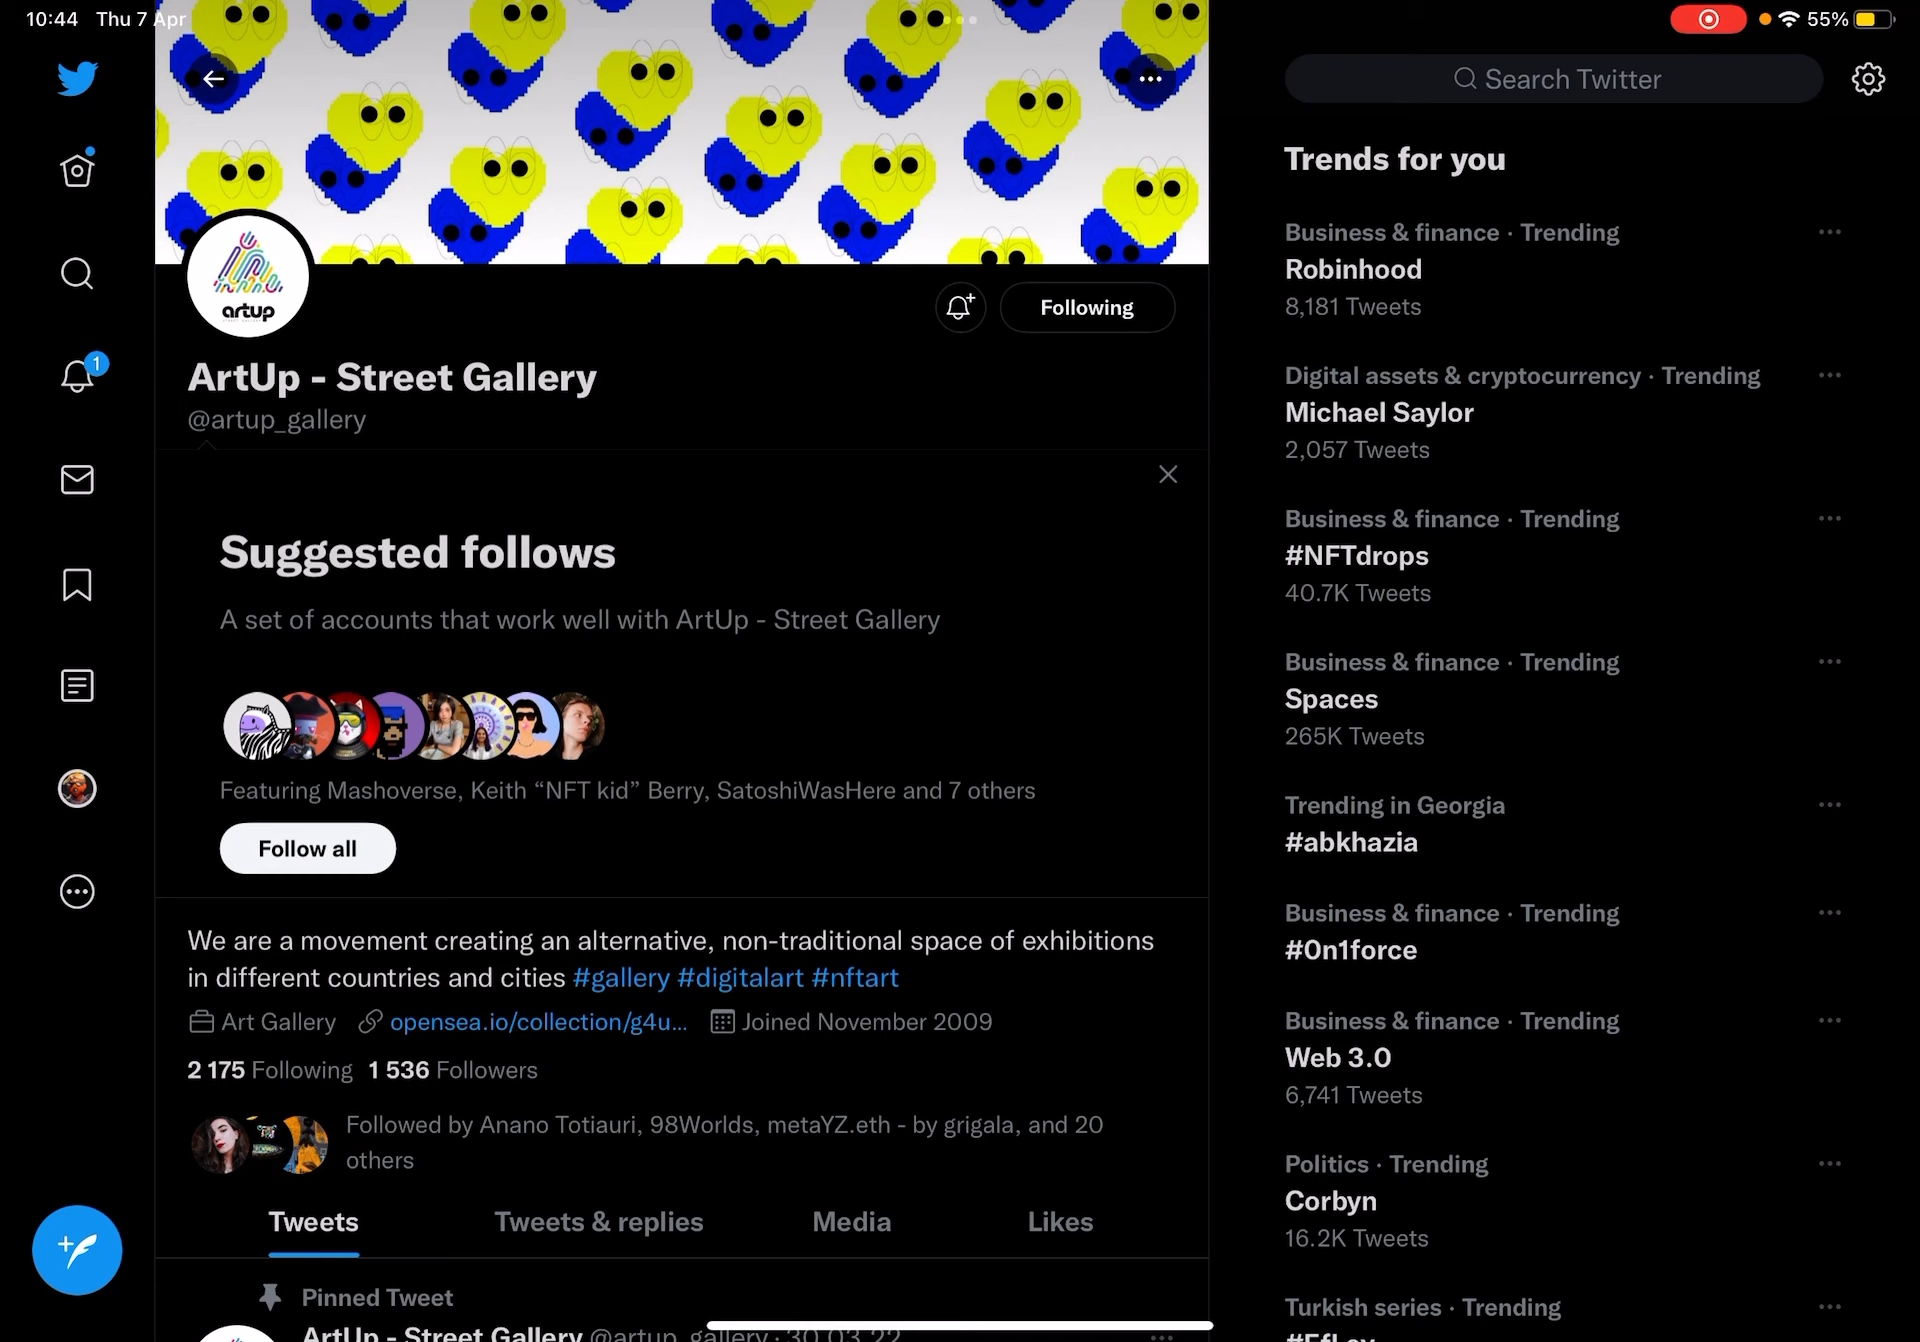 10:44 Thu 7 Apr
55%
artup
Following
ArtUp - Street Gallery
@artup_gallery
Suggested follows
A set of accounts that work well with ArtUp - Street Gallery
Featuring Mashoverse, Keith “NFT kid” Berry, SatoshiWasHere and 7 others
Follow all
We are a movement creating an alternative, non-traditional space of exhibitions
in different countries and cities #gallery #digitalart #nftart
Art Gallery opensea.io/collection/g4u... Joined November 2009
2 175 Following 1 536 Followers
Followed by Anano Totiauri, 98Worlds, metaYZ.eth - by grigala, and 20
others
Tweets Tweets & replies Media Likes
Pinned Tweet
ArtUp - Street Gallery @artup_gallery · 30.03.22
1
Search Twitter
Trends for you
Business & finance · Trending
Robinhood
8,181 Tweets
Digital assets & cryptocurrency · Trending
Michael Saylor
2,057 Tweets
Business & finance · Trending
#NFTdrops
40.7K Tweets
Business & finance · Trending
Spaces
265K Tweets
Trending in Georgia
#abkhazia
Business & finance · Trending
#0n1force
Business & finance · Trending
Web 3.0
6,741 Tweets
Politics · Trending
Corbyn
16.2K Tweets
Turkish series · Trending